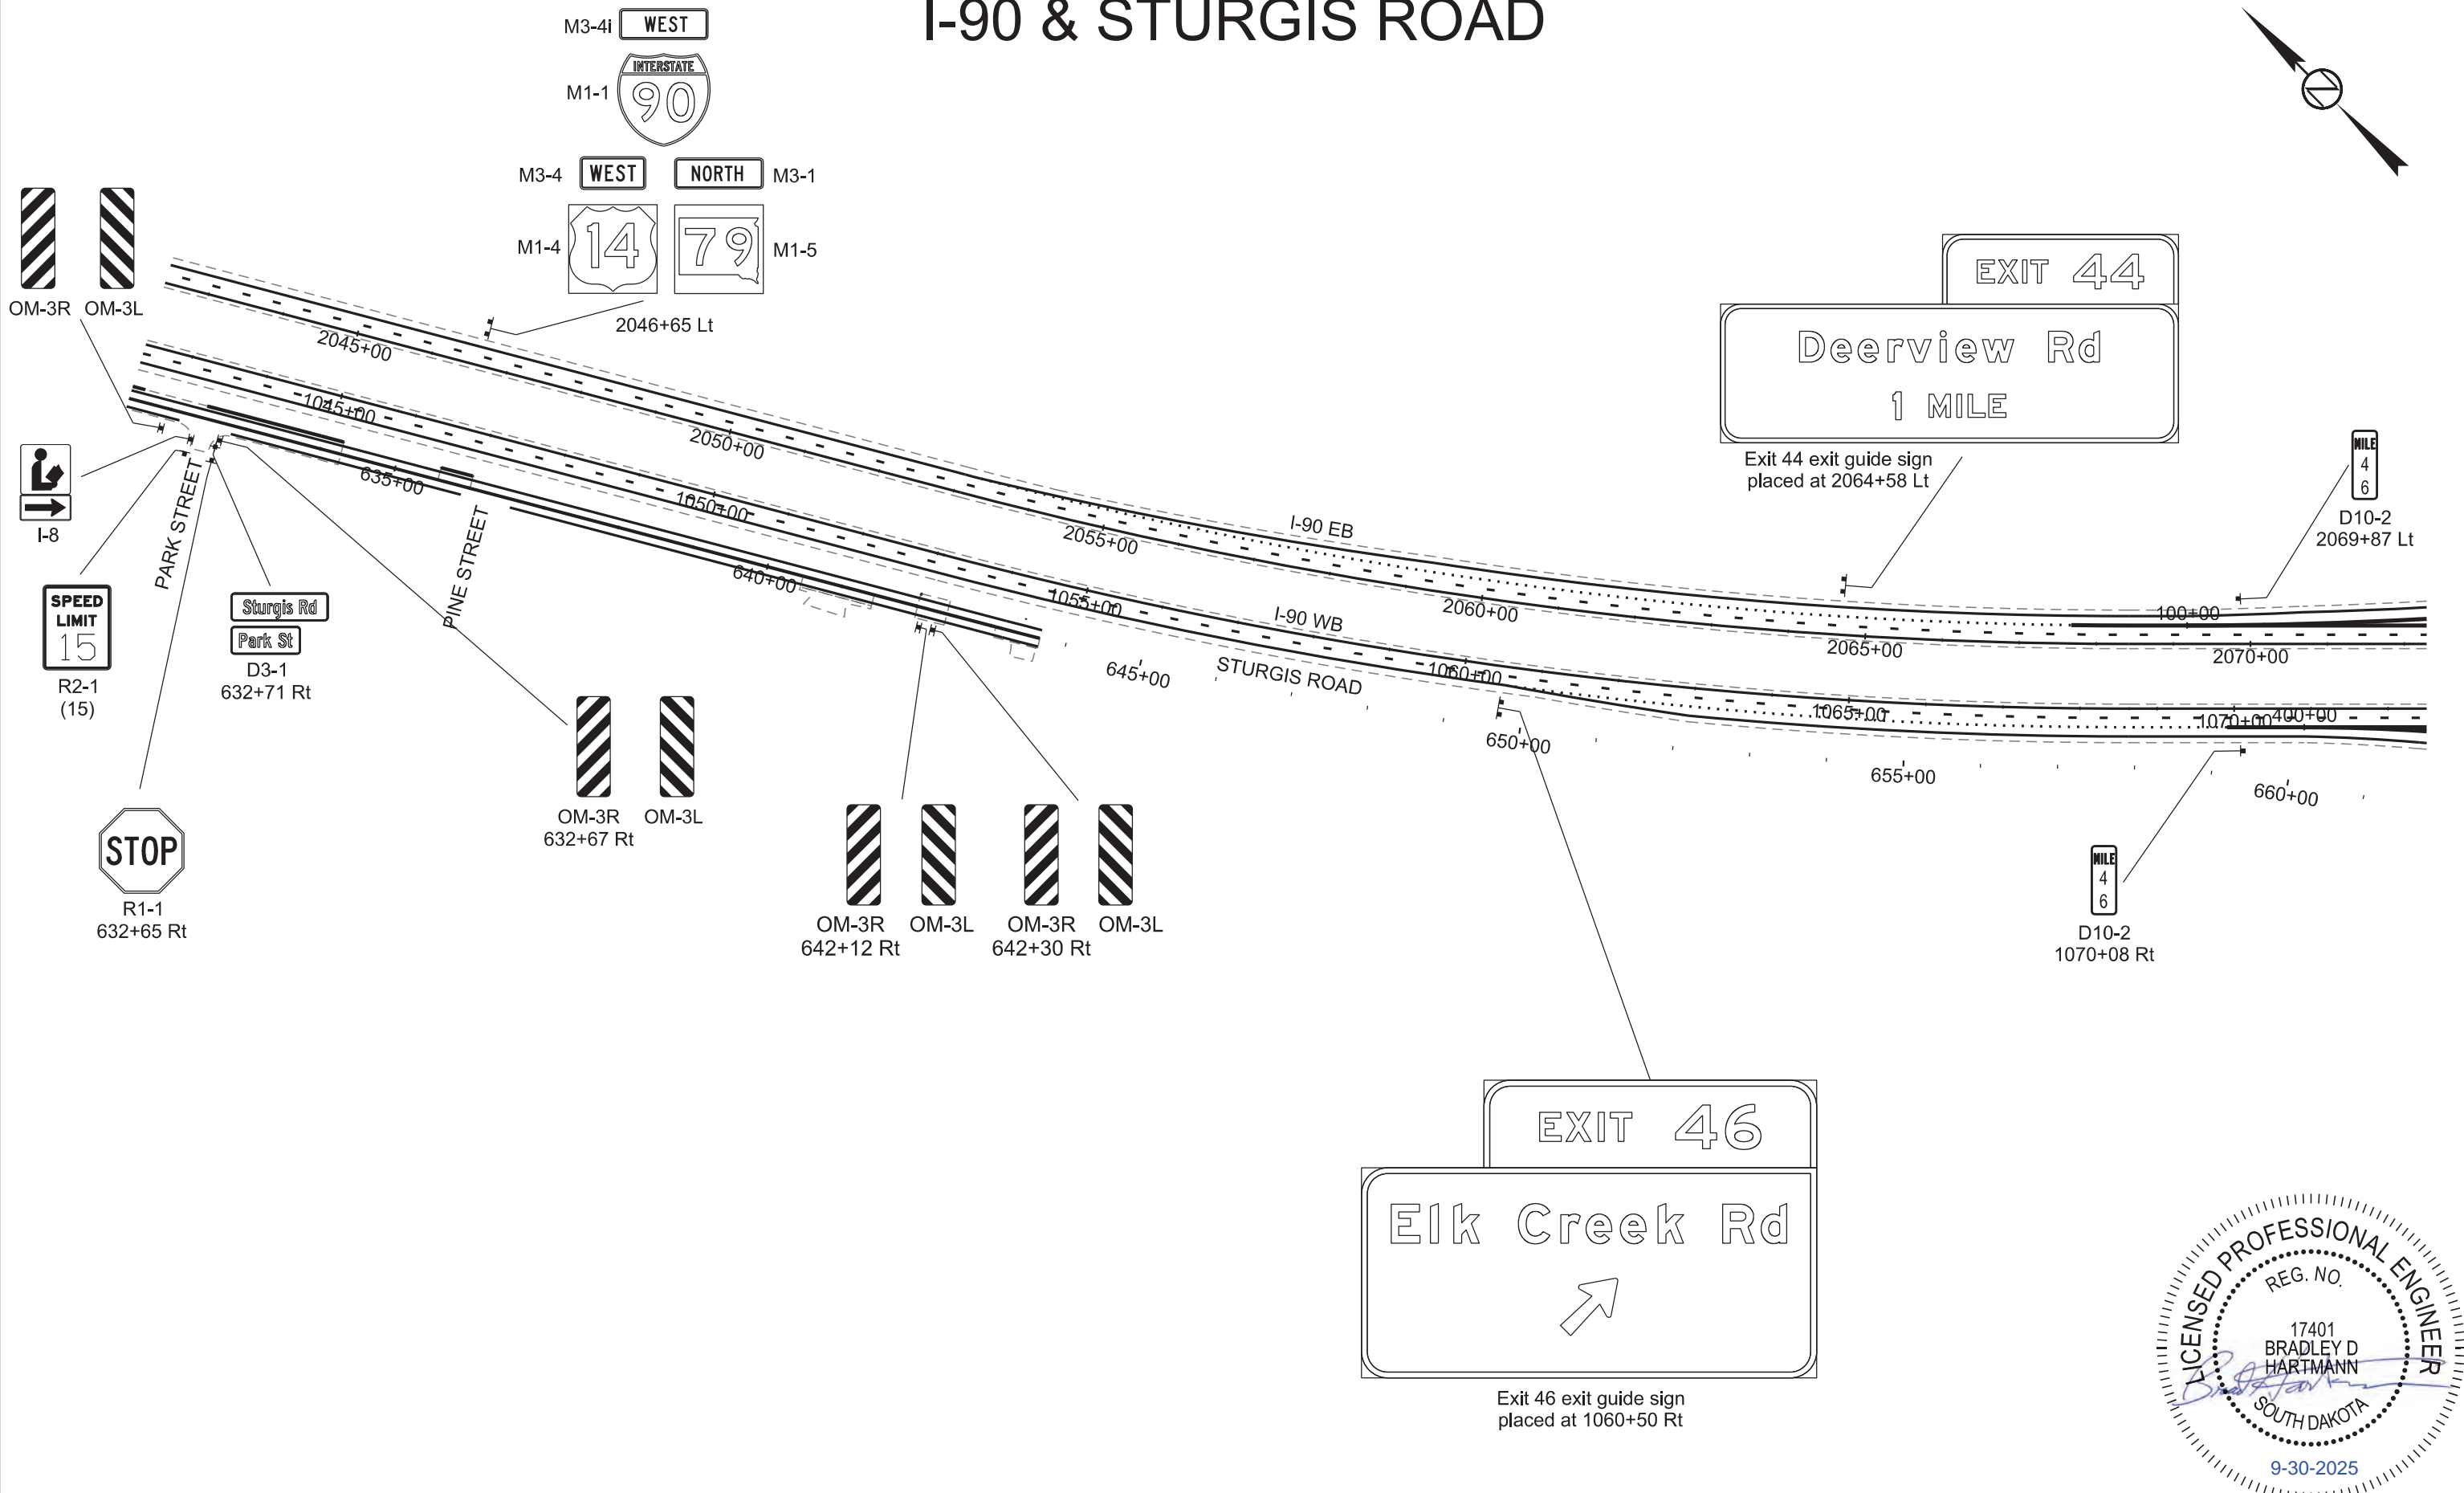 I-90 & STURGIS ROAD
M3-4i
WEST
M1-1
INTERSTATE
90
M3-4
WEST
NORTH
M3-1
M1-4
14
79
M1-5
2046+65 Lt
OM-3R
OM-3L
EXIT 44
Deerview Rd
1 MILE
Exit 44 exit guide sign
placed at 2064+58 Lt
MILE
4
6
D10-2
2069+87 Lt
2045+00
2050+00
2055+00
2060+00
2065+00
2070+00
100+00
I-90 EB
1045+00
1050+00
1055+00
1060+00
1065+00
1070+00
400+00
I-90 WB
635+00
640+00
645+00
650+00
655+00
660+00
STURGIS ROAD
I-8
PARK STREET
PINE STREET
SPEED
LIMIT
15
R2-1
(15)
Sturgis Rd
Park St
D3-1
632+71 Rt
STOP
R1-1
632+65 Rt
OM-3R
632+67 Rt
OM-3L
OM-3R
642+12 Rt
OM-3L
OM-3R
642+30 Rt
OM-3L
MILE
4
6
D10-2
1070+08 Rt
EXIT 46
Elk Creek Rd
Exit 46 exit guide sign
placed at 1060+50 Rt
LICENSED PROFESSIONAL ENGINEER
REG. NO.
17401
BRADLEY D
HARTMANN
SOUTH DAKOTA
9-30-2025